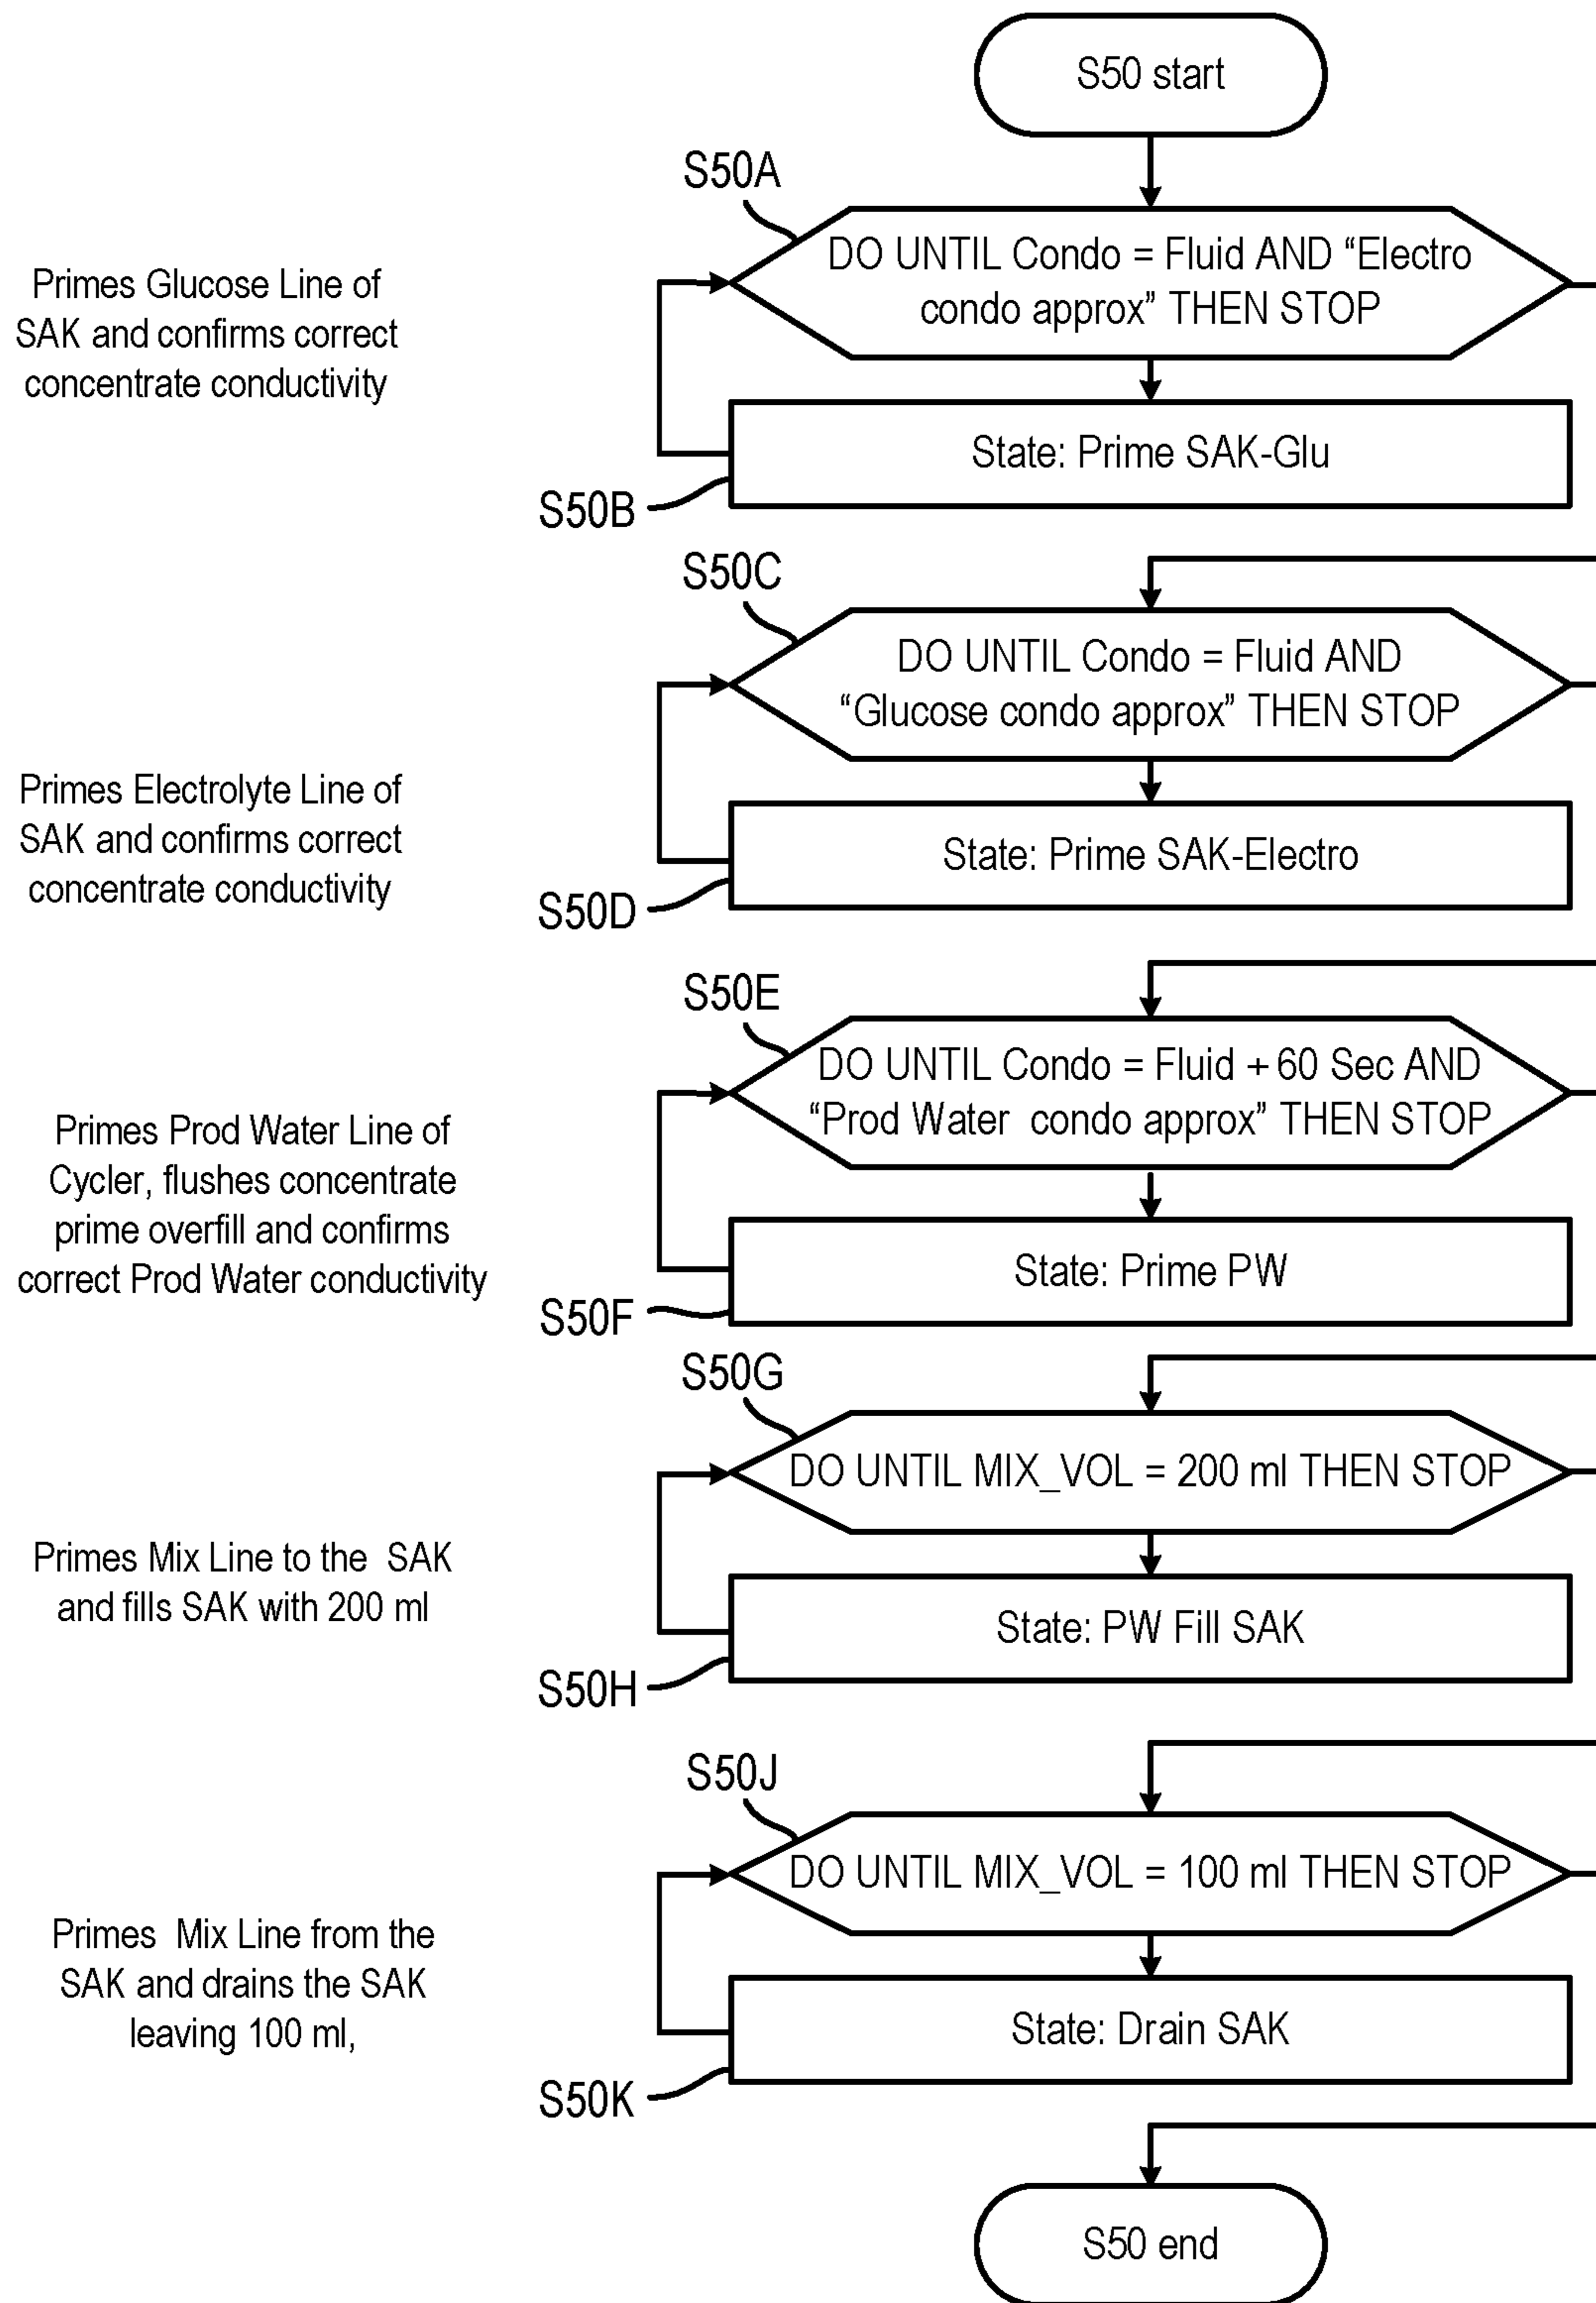 S50 start
S50A
DO UNTIL Condo = Fluid AND “Electro
condo approx” THEN STOP
Primes Glucose Line of
SAK and confirms correct
concentrate conductivity
State: Prime SAK-Glu
S50B
S50C
DO UNTIL Condo = Fluid AND
“Glucose condo approx” THEN STOP
Primes Electrolyte Line of
SAK and confirms correct
concentrate conductivity
State: Prime SAK-Electro
S50D
S50E
DO UNTIL Condo = Fluid + 60 Sec AND
“Prod Water condo approx” THEN STOP
Primes Prod Water Line of
Cycler, flushes concentrate
prime overfill and confirms
correct Prod Water conductivity
State: Prime PW
S50F
S50G
DO UNTIL MIX_VOL = 200 ml THEN STOP
Primes Mix Line to the SAK
and fills SAK with 200 ml
State: PW Fill SAK
S50H
S50J
DO UNTIL MIX_VOL = 100 ml THEN STOP
Primes Mix Line from the
SAK and drains the SAK
leaving 100 ml,
State: Drain SAK
S50K
S50 end